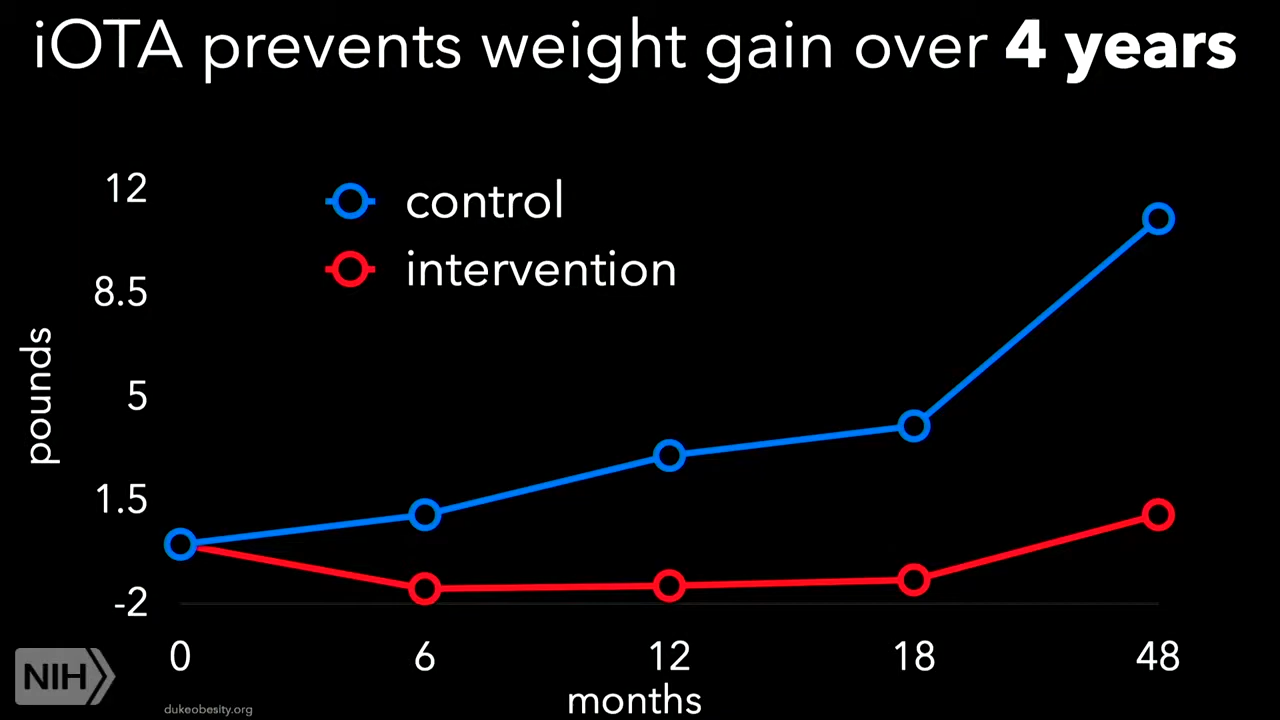 iOTA prevents weight gain over 4 years
12
8.5
5
1.5
-2
pounds
control
intervention
0 6 12 18 48
months
NIH
dukeobesity.org